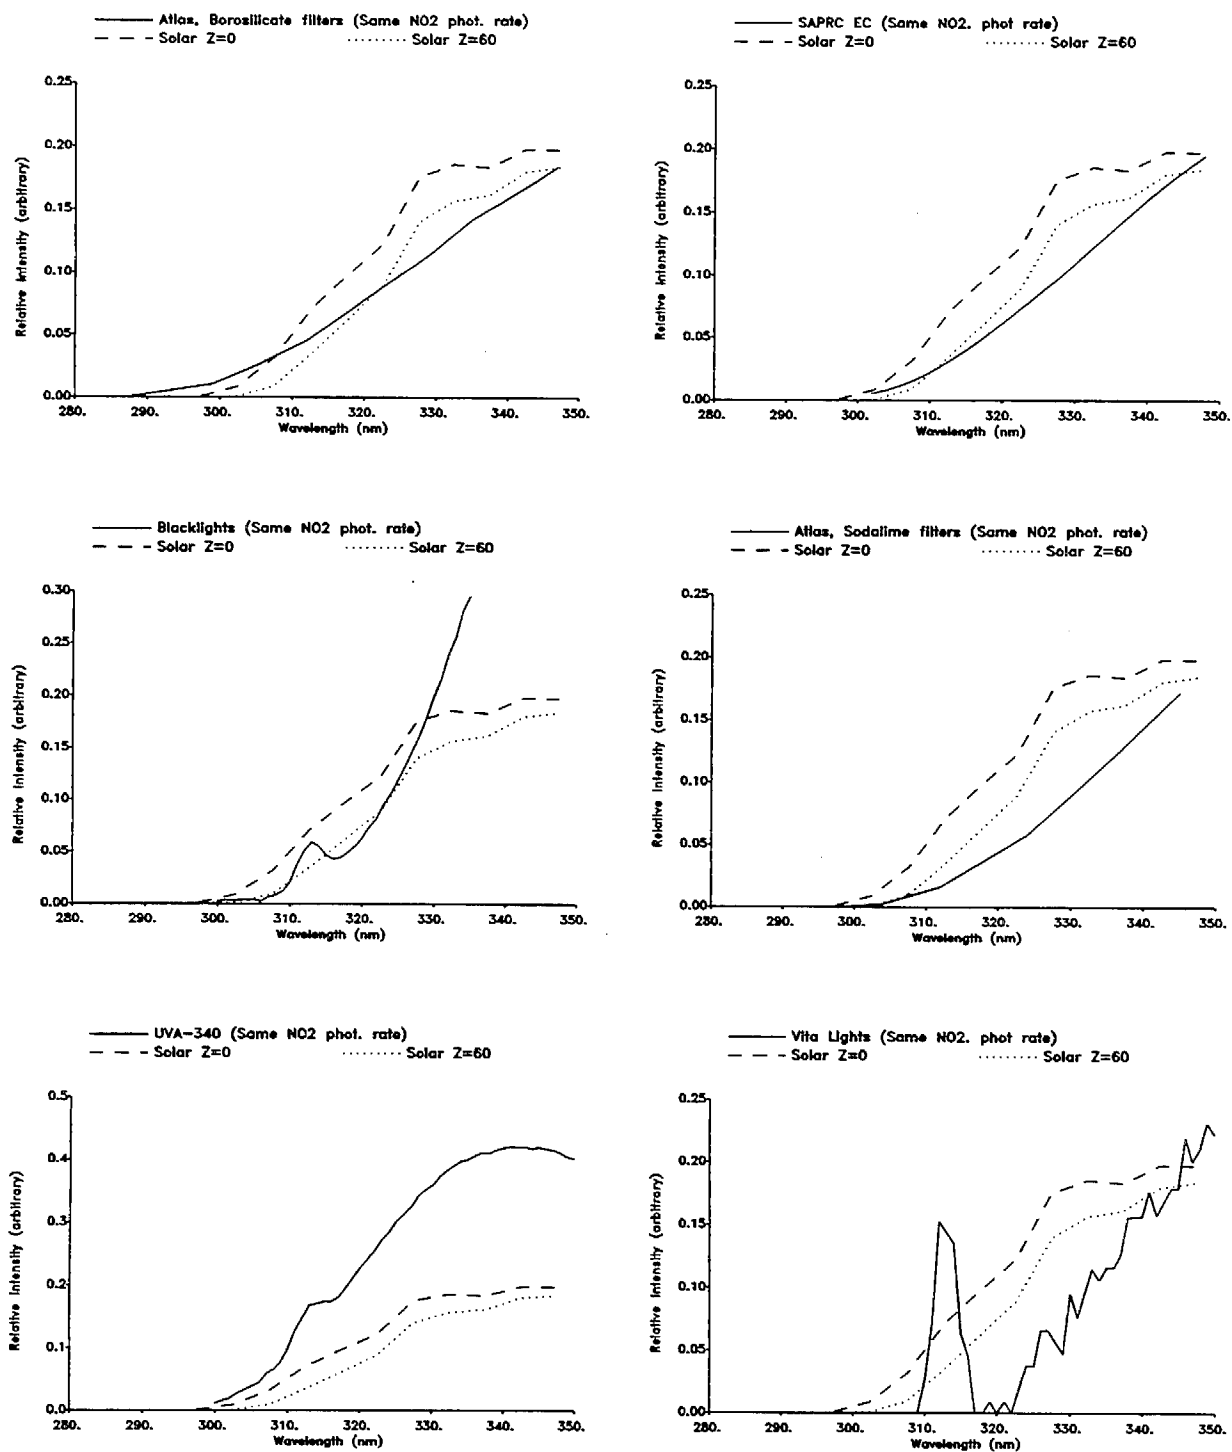 Atlas, Borosilicate filters (Same NO2 phot. rate)
Solar Z=0 Solar Z=60
0.25
0.20
0.15
0.10
0.05
0.00
Relative Intensity (arbitrary)
280. 290. 300. 310. 320. 330. 340. 350.
Wavelength (nm)
SAPRC EC (Same NO2. phot rate)
Solar Z=0 Solar Z=60
0.25
0.20
0.15
0.10
0.05
0.00
Relative Intensity (arbitrary)
280. 290. 300. 310. 320. 330. 340. 350.
Wavelength (nm)
Blacklights (Same NO2 phot. rate)
Solar Z=0 Solar Z=60
0.30
0.25
0.20
0.15
0.10
0.05
0.00
Relative Intensity (arbitrary)
280. 290. 300. 310. 320. 330. 340. 350.
Wavelength (nm)
Atlas, Sodalime filters (Same NO2 phot. rate)
Solar Z=0 Solar Z=60
0.25
0.20
0.15
0.10
0.05
0.00
Relative Intensity (arbitrary)
280. 290. 300. 310. 320. 330. 340. 350.
Wavelength (nm)
UVA-340 (Same NO2 phot. rate)
Solar Z=0 Solar Z=60
0.5
0.4
0.3
0.2
0.1
0.0
Relative Intensity (arbitrary)
280. 290. 300. 310. 320. 330. 340. 350.
Wavelength (nm)
Vita Lights (Same NO2. phot rate)
Solar Z=0 Solar Z=60
0.25
0.20
0.15
0.10
0.05
0.00
Relative Intensity (arbitrary)
280. 290. 300. 310. 320. 330. 340. 350.
Wavelength (nm)